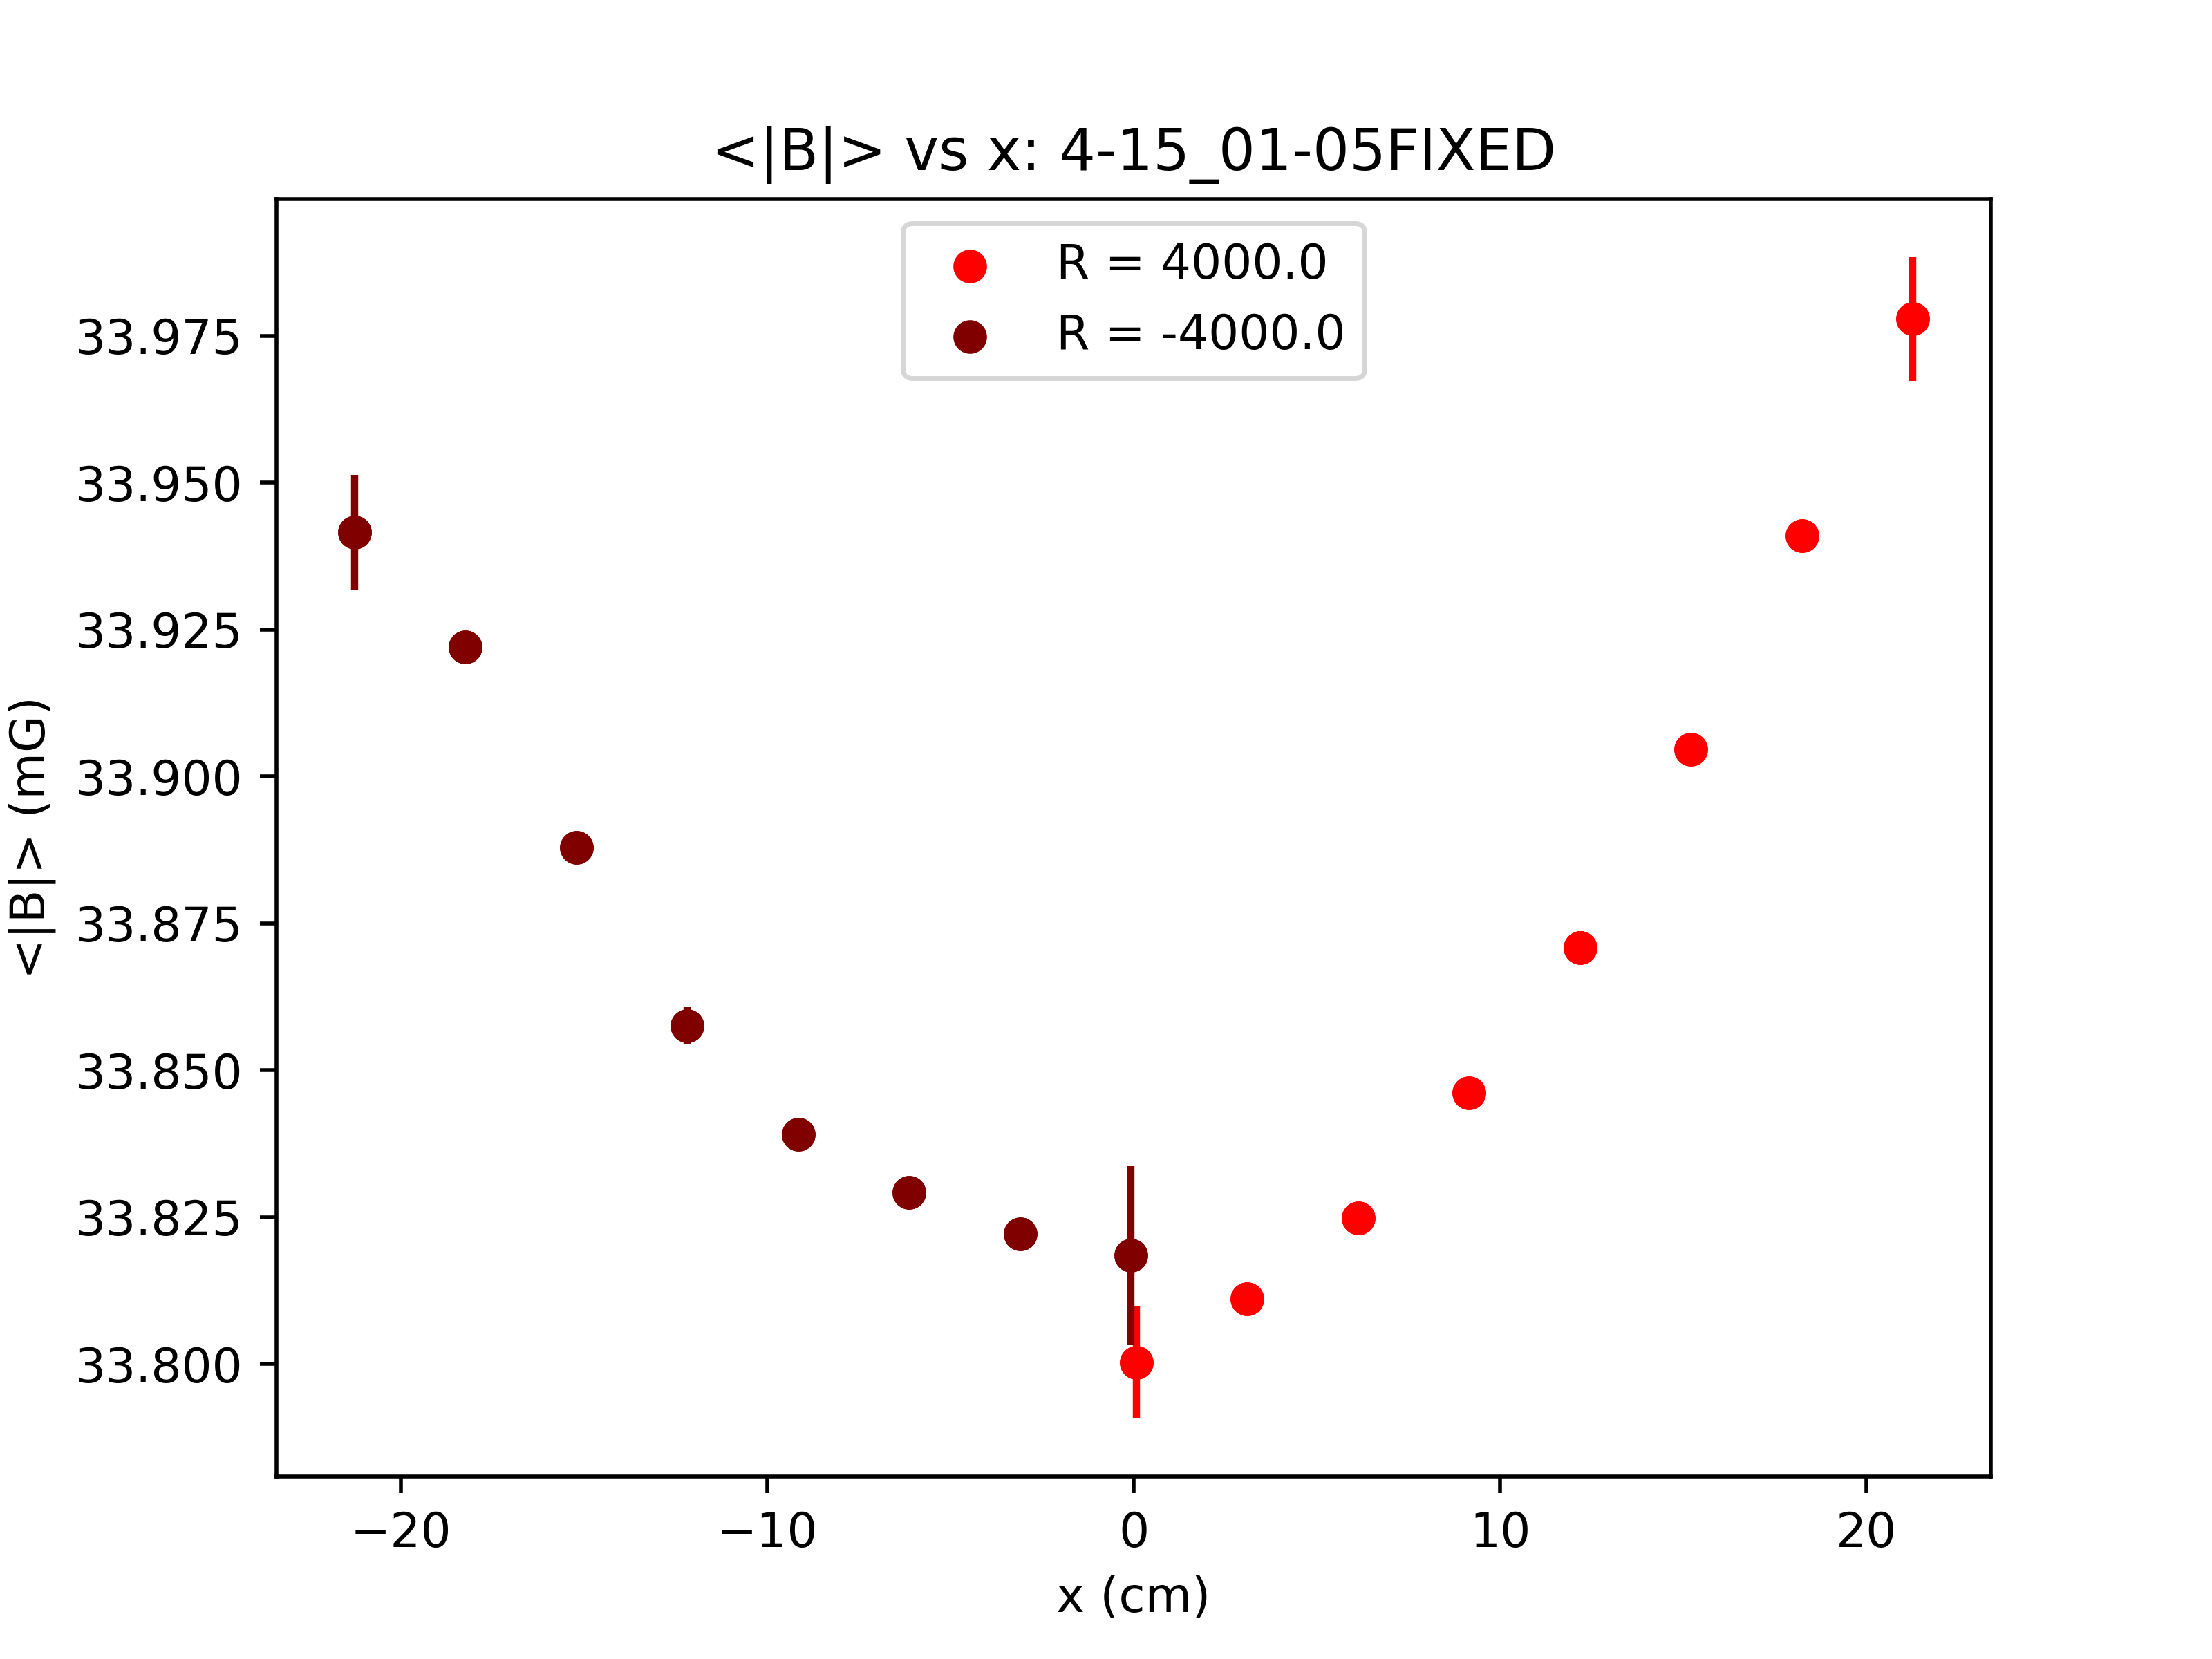 <|B|> vs x: 4-15_01-05FIXED
R = 4000.0
R = -4000.0
33.975
33.950
33.925
33.900
33.875
33.850
33.825
33.800
<|B|> (mG)
−20
−10
0
10
20
x (cm)